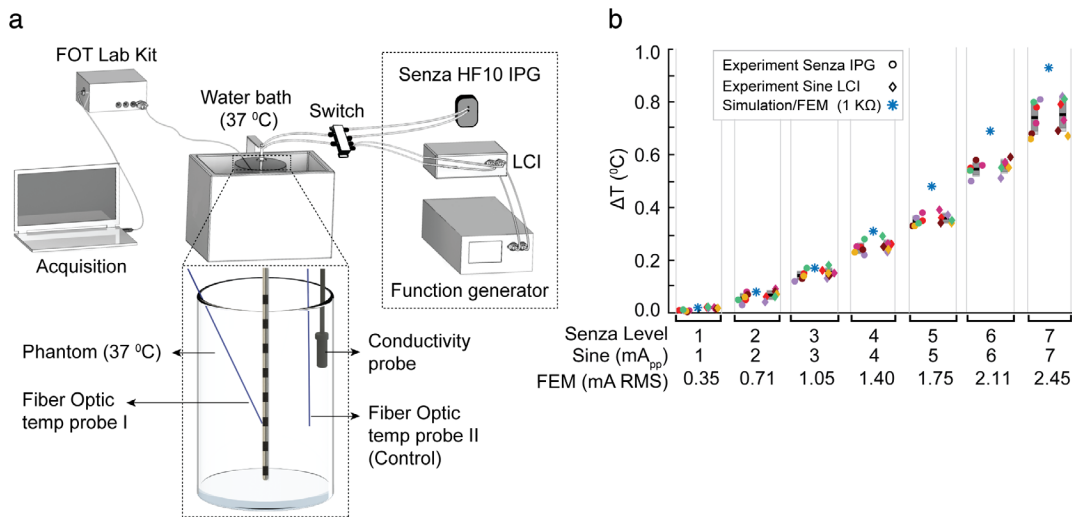 a
FOT Lab Kit
Water bath
(37 ⁰C)
Switch
Senza HF10 IPG
LCI
Function generator
Acquisition
Phantom (37 ⁰C)
Fiber Optic
temp probe I
Conductivity
probe
Fiber Optic
temp probe II
(Control)
b
Experiment Senza IPG
Experiment Sine LCI
Simulation/FEM (1 KΩ)
ΔT (⁰C)
1.0
0.8
0.6
0.4
0.2
0.0
Senza Level 1 2 3 4 5 6 7
Sine (mApp) 1 2 3 4 5 6 7
FEM (mA RMS) 0.35 0.71 1.05 1.40 1.75 2.11 2.45